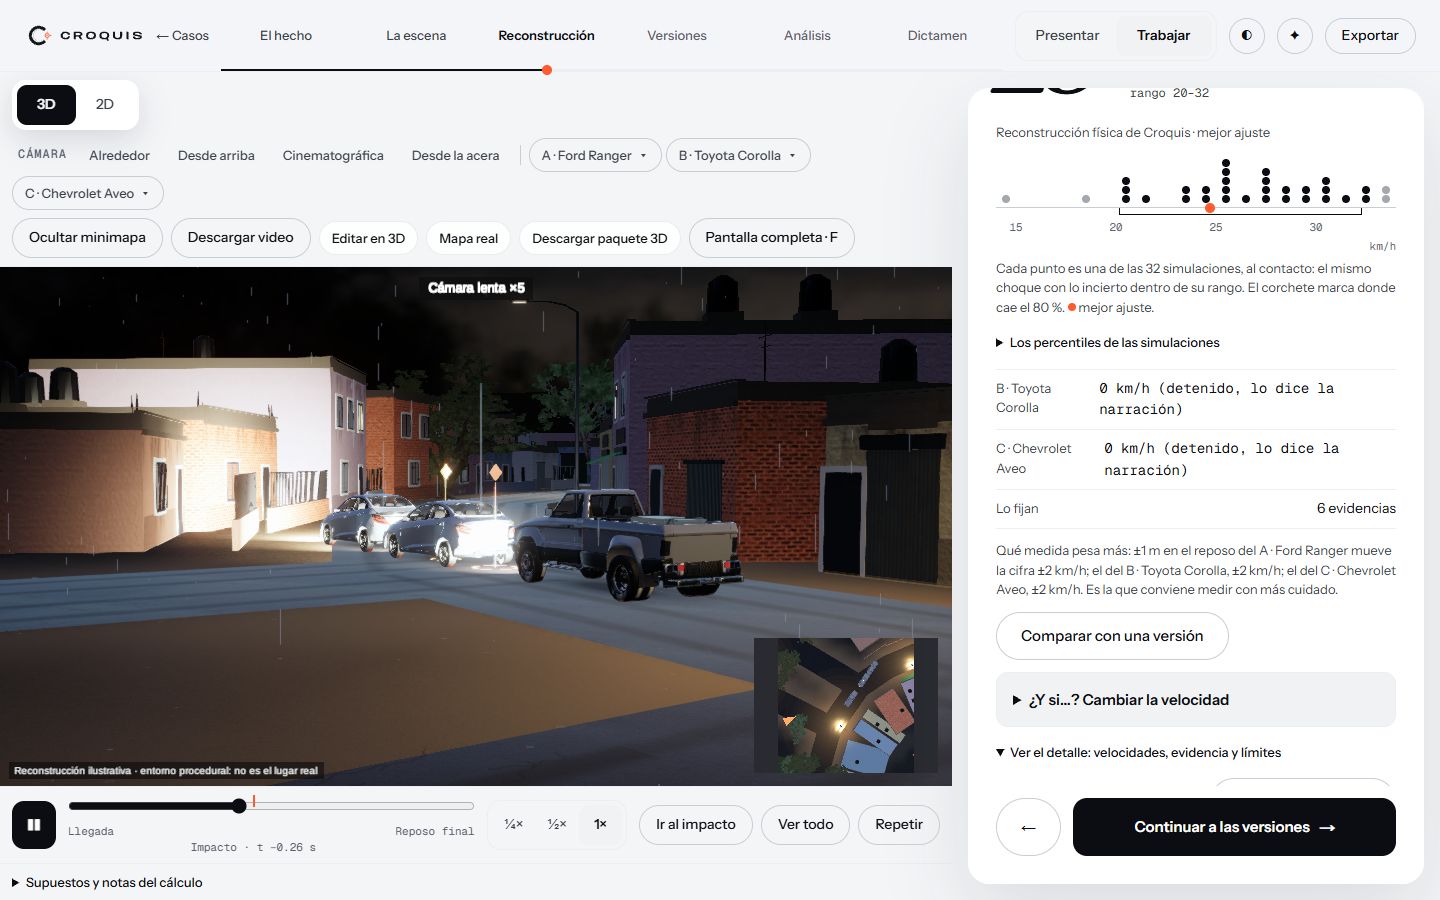 CROQUIS
← Casos
El hecho
La escena
Reconstrucción
Versiones
Análisis
Dictamen
Presentar
Trabajar
Exportar
3D
2D
CÁMARA
Alrededor
Desde arriba
Cinematográfica
Desde la acera
A · Ford Ranger
B · Toyota Corolla
C · Chevrolet Aveo
Ocultar minimapa
Descargar video
Editar en 3D
Mapa real
Descargar paquete 3D
Pantalla completa · F
Cámara lenta ×5
Reconstrucción ilustrativa - entorno procedural: no es el lugar real
Llegada
Reposo final
Impacto · t −0.26 s
¼×
½×
1×
Ir al impacto
Ver todo
Repetir
Supuestos y notas del cálculo
rango 20–32
Reconstrucción física de Croquis · mejor ajuste
15
20
25
30
km/h
Cada punto es una de las 32 simulaciones, al contacto: el mismo
choque con lo incierto dentro de su rango. El corchete marca donde
cae el 80 %. mejor ajuste.
Los percentiles de las simulaciones
B · Toyota
Corolla
0 km/h (detenido, lo dice la
narración)
C · Chevrolet
Aveo
0 km/h (detenido, lo dice la
narración)
Lo fijan
6 evidencias
Qué medida pesa más: ±1 m en el reposo del A · Ford Ranger mueve
la cifra ±2 km/h; el del B · Toyota Corolla, ±2 km/h; el del C · Chevrolet
Aveo, ±2 km/h. Es la que conviene medir con más cuidado.
Comparar con una versión
¿Y si...? Cambiar la velocidad
Ver el detalle: velocidades, evidencia y límites
←
Continuar a las versiones →